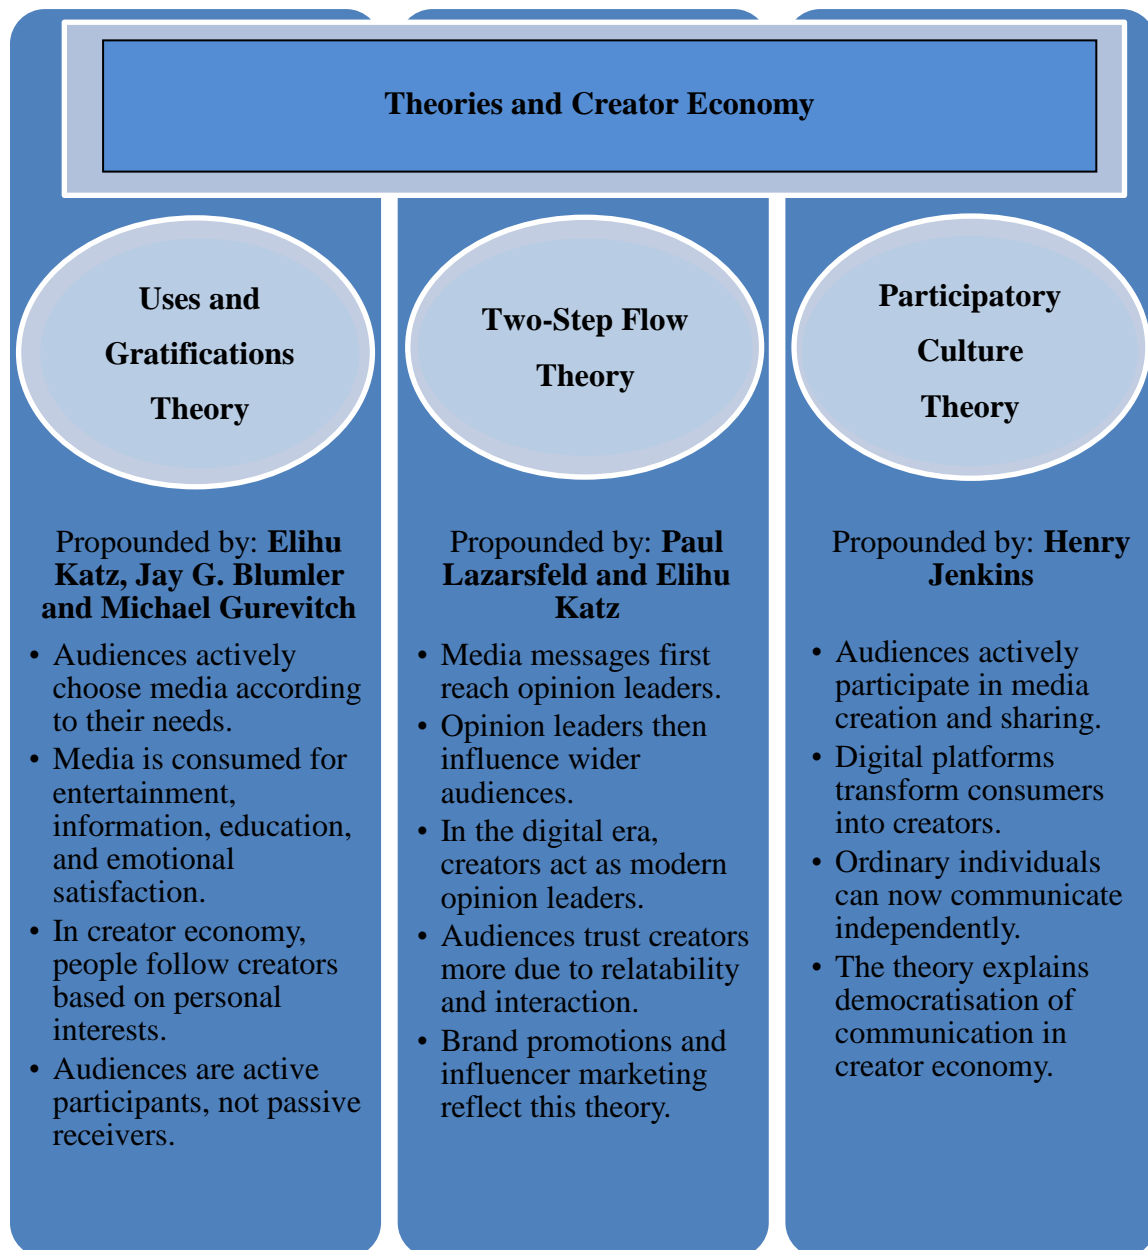 Theories and Creator Economy
Uses and
Gratifications
Theory
Propounded by: Elihu
Katz, Jay G. Blumler
and Michael Gurevitch
• Audiences actively
choose media according
to their needs.
• Media is consumed for
entertainment,
information, education,
and emotional
satisfaction.
• In creator economy,
people follow creators
based on personal
interests.
• Audiences are active
participants, not passive
receivers.
Two-Step Flow
Theory
Propounded by: Paul
Lazarsfeld and Elihu
Katz
• Media messages first
reach opinion leaders.
• Opinion leaders then
influence wider
audiences.
• In the digital era,
creators act as modern
opinion leaders.
• Audiences trust creators
more due to relatability
and interaction.
• Brand promotions and
influencer marketing
reflect this theory.
Participatory
Culture
Theory
Propounded by: Henry
Jenkins
• Audiences actively
participate in media
creation and sharing.
• Digital platforms
transform consumers
into creators.
• Ordinary individuals
can now communicate
independently.
• The theory explains
democratisation of
communication in
creator economy.